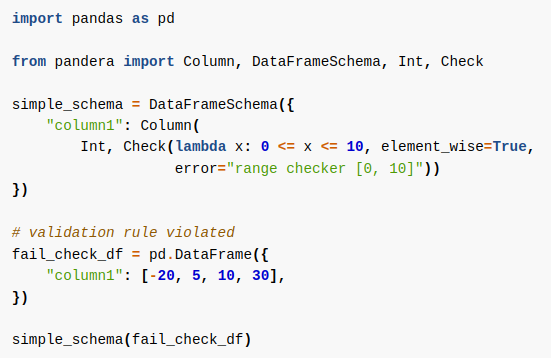 import pandas as pd
from pandera import Column, DataFrameSchema, Int, Check
simple_schema = DataFrameSchema({
    "column1": Column(
        Int, Check(lambda x: 0 <= x <= 10, element_wise=True,
                   error="range checker [0, 10]"))
})
# validation rule violated
fail_check_df = pd.DataFrame({
    "column1": [-20, 5, 10, 30],
})
simple_schema(fail_check_df)